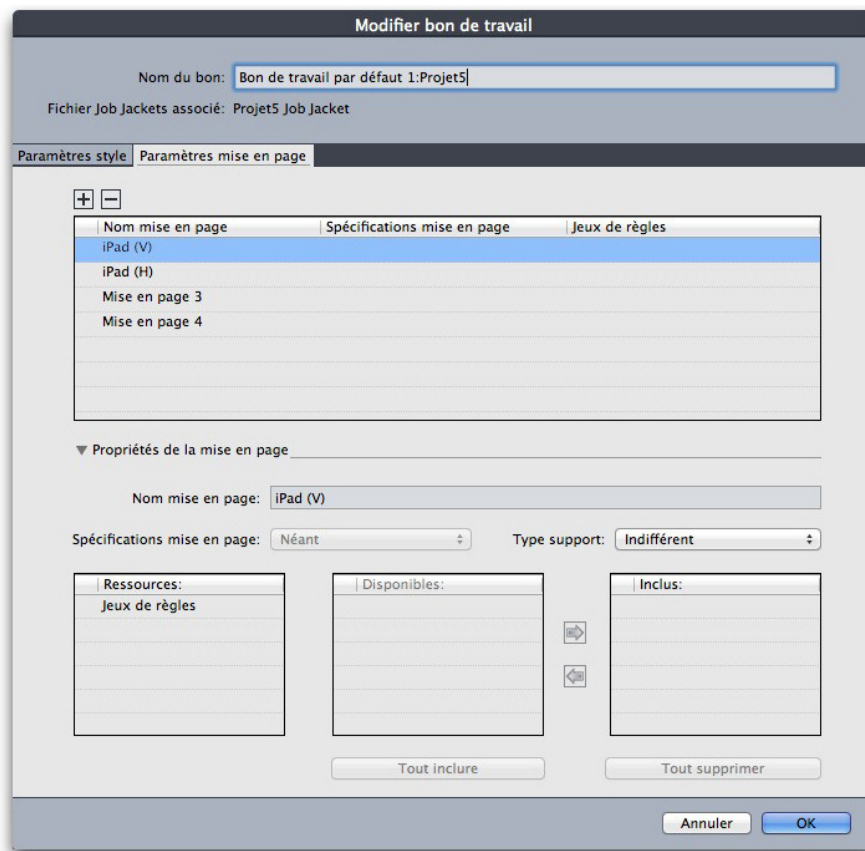 Modifier bon de travail
Nom du bon: Bon de travail par défaut 1:Projet5
Fichier Job Jackets associé: Projet5 Job Jacket
Paramètres style Paramètres mise en page
Nom mise en page Spécifications mise en page Jeux de règles
iPad (V)
iPad (H)
Mise en page 3
Mise en page 4
Propriétés de la mise en page
Nom mise en page: iPad (V)
Spécifications mise en page: Néant Type support: Indifférent
Ressources: Disponibles: Inclus:
Jeux de règles
Tout inclure Tout supprimer
Annuler OK